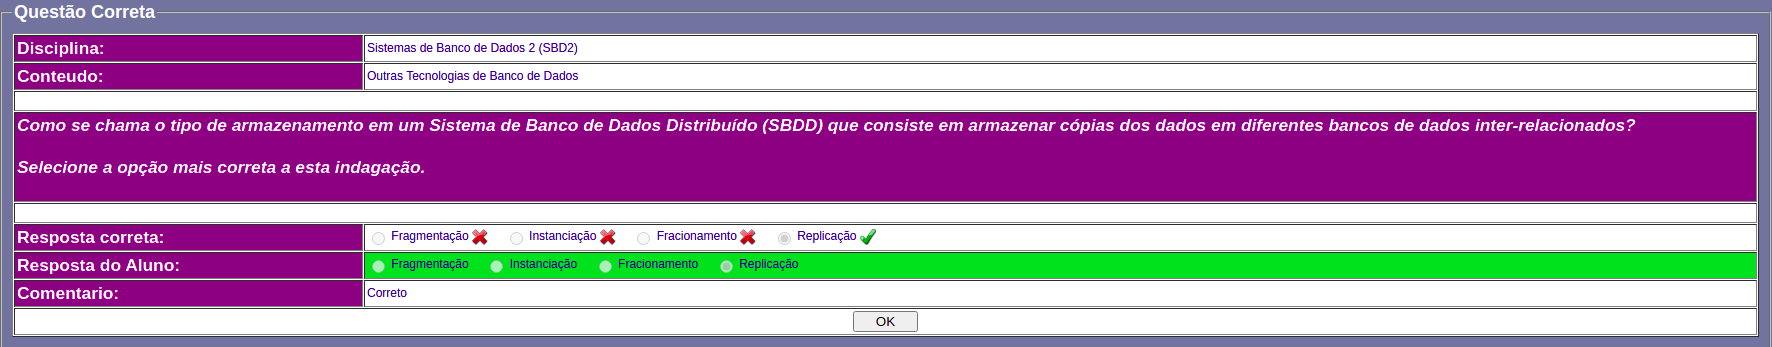 Questão Correta
Disciplina: Sistemas de Banco de Dados 2 (SBD2)
Conteudo: Outras Tecnologias de Banco de Dados
Como se chama o tipo de armazenamento em um Sistema de Banco de Dados Distribuído (SBDD) que consiste em armazenar cópias dos dados em diferentes bancos de dados inter-relacionados?
Selecione a opção mais correta a esta indagação.
Resposta correta: Fragmentação Instanciação Fracionamento Replicação
Resposta do Aluno: Fragmentação Instanciação Fracionamento Replicação
Comentario: Correto
OK